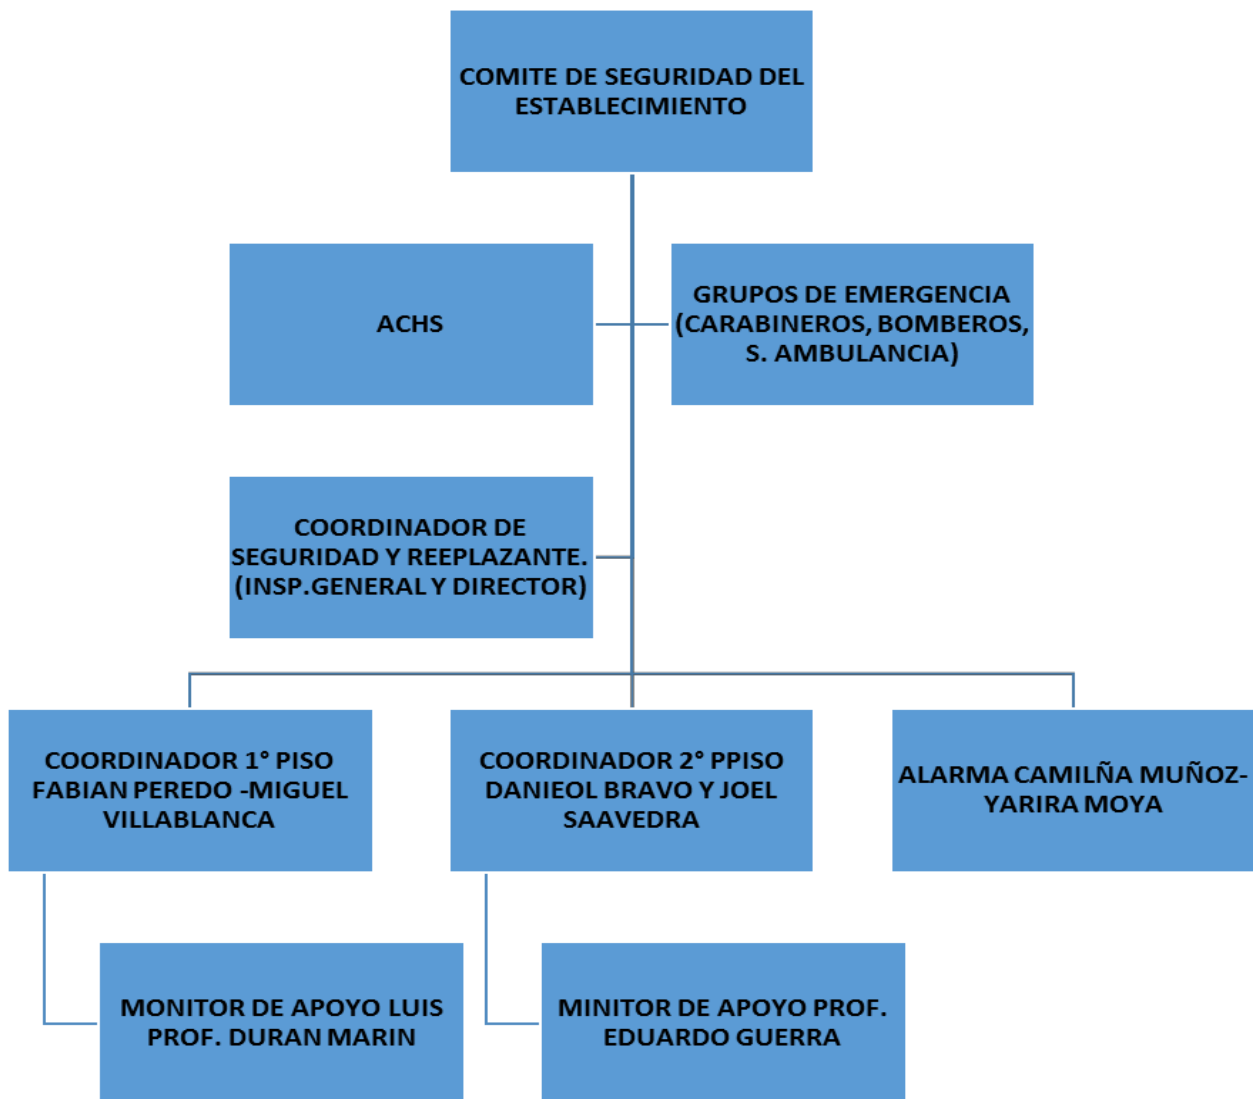 COMITE DE SEGURIDAD DEL
ESTABLECIMIENTO
ACHS
GRUPOS DE EMERGENCIA
(CARABINEROS, BOMBEROS,
S. AMBULANCIA)
COORDINADOR DE
SEGURIDAD Y REEPLAZANTE.
(INSP.GENERAL Y DIRECTOR)
COORDINADOR 1° PISO
FABIAN PEREDO -MIGUEL
VILLABLANCA
COORDINADOR 2° PPISO
DANIEOL BRAVO Y JOEL
SAAVEDRA
ALARMA CAMILÑA MUÑOZ-
YARIRA MOYA
MONITOR DE APOYO LUIS
PROF. DURAN MARIN
MINITOR DE APOYO PROF.
EDUARDO GUERRA